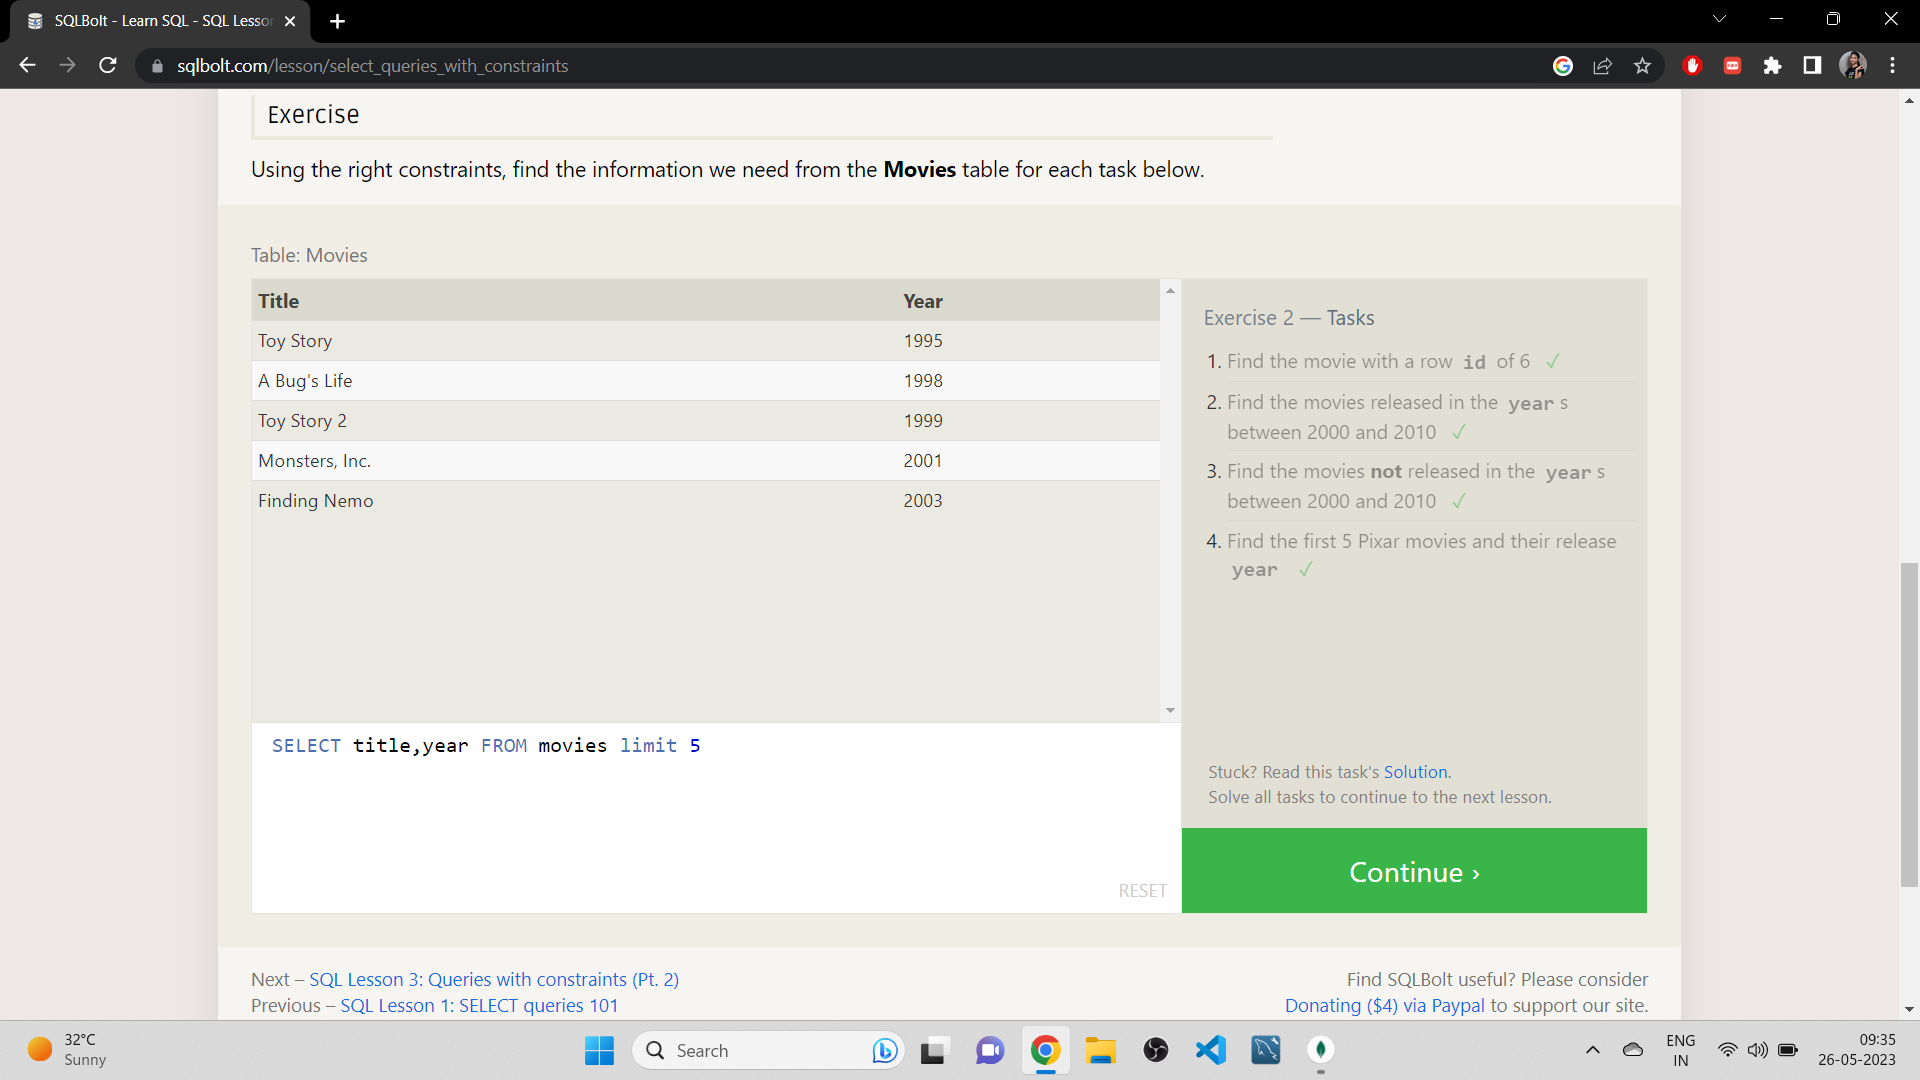 SQLBolt - Learn SQL - SQL Lesso
sqlbolt.com/lesson/select_queries_with_constraints
Exercise
Using the right constraints, find the information we need from the Movies table for each task below.
Table: Movies
Title Year
Toy Story 1995
A Bug's Life 1998
Toy Story 2 1999
Monsters, Inc. 2001
Finding Nemo 2003
SELECT title,year FROM movies limit 5
RESET
Exercise 2 — Tasks
1. Find the movie with a row id of 6 ✓
2. Find the movies released in the year s
between 2000 and 2010 ✓
3. Find the movies not released in the year s
between 2000 and 2010 ✓
4. Find the first 5 Pixar movies and their release
year ✓
Stuck? Read this task's Solution.
Solve all tasks to continue to the next lesson.
Continue ›
Next – SQL Lesson 3: Queries with constraints (Pt. 2)
Previous – SQL Lesson 1: SELECT queries 101
Find SQLBolt useful? Please consider
Donating ($4) via Paypal to support our site.
32°C
Sunny
Search
ENG
IN
09:35
26-05-2023